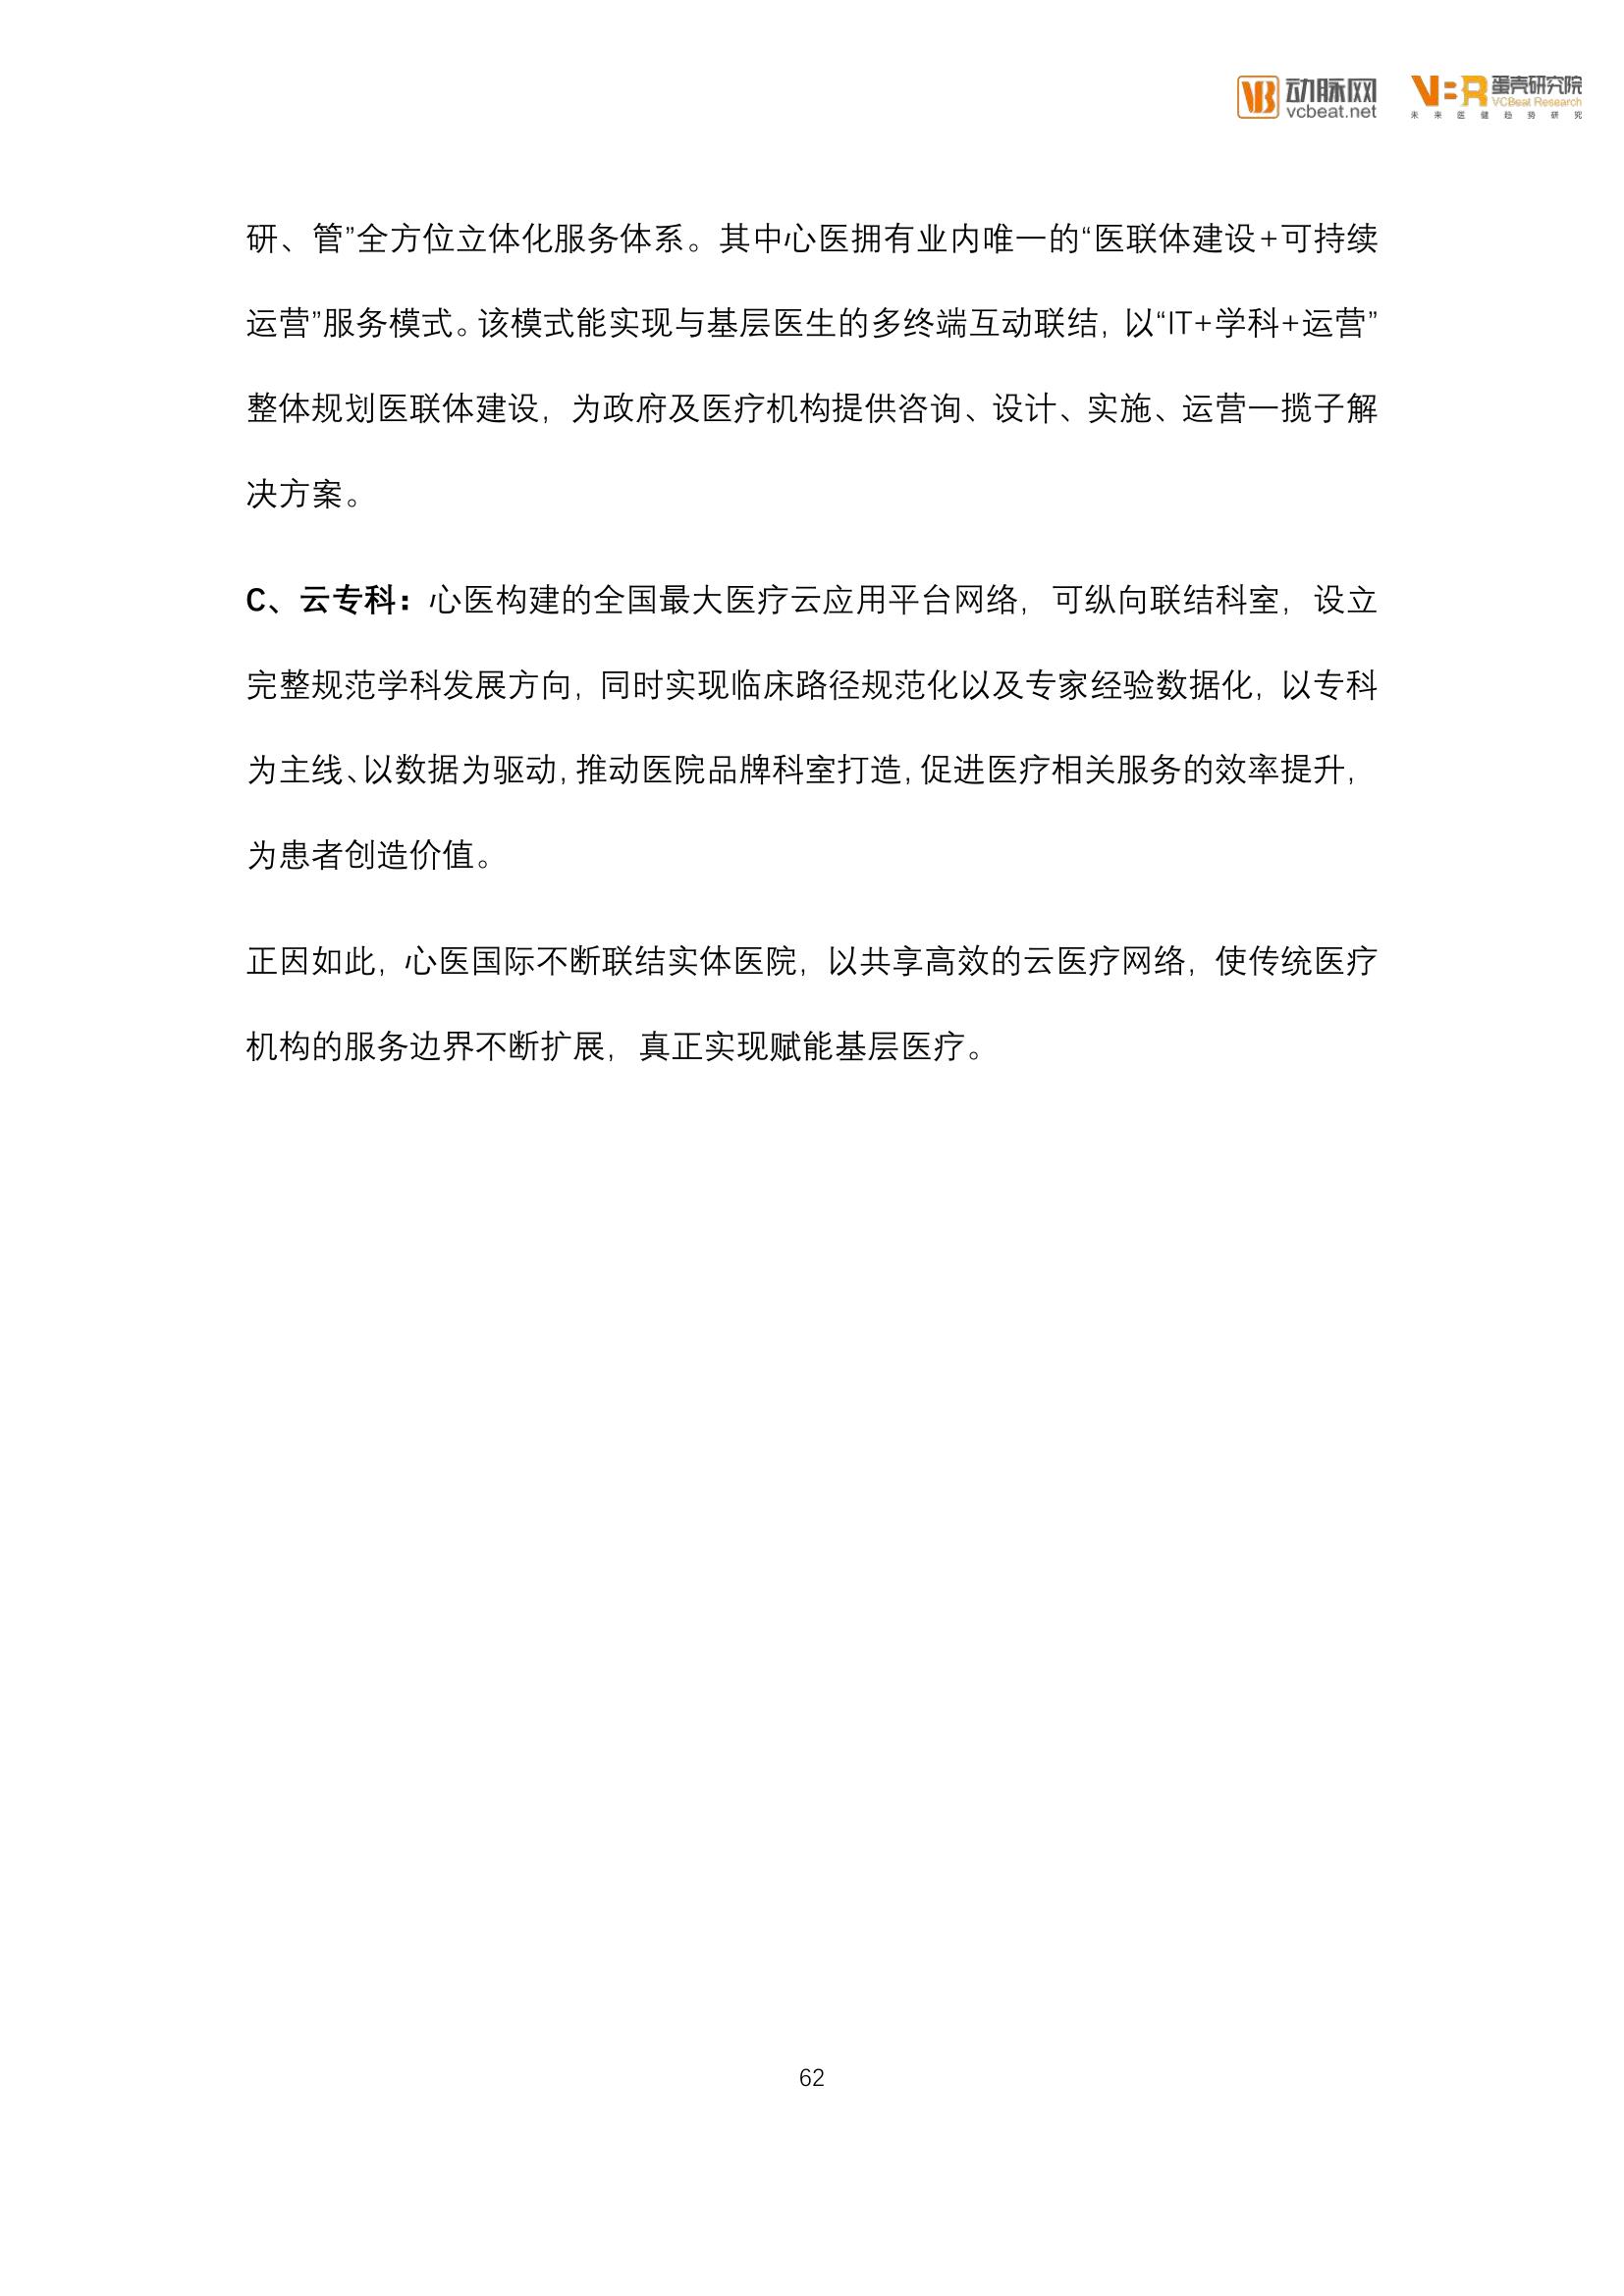 动脉网
vcbeat.net
VBR 蛋壳研究院
VCBeat Research
未来医健趋势研究
研、管”全方位立体化服务体系。其中心医拥有业内唯一的“医联体建设+可持续
运营”服务模式。该模式能实现与基层医生的多终端互动联结，以“IT+学科+运营”
整体规划医联体建设，为政府及医疗机构提供咨询、设计、实施、运营一揽子解
决方案。
C、云专科：心医构建的全国最大医疗云应用平台网络，可纵向联结科室，设立
完整规范学科发展方向，同时实现临床路径规范化以及专家经验数据化，以专科
为主线、以数据为驱动，推动医院品牌科室打造，促进医疗相关服务的效率提升，
为患者创造价值。
正因如此，心医国际不断联结实体医院，以共享高效的云医疗网络，使传统医疗
机构的服务边界不断扩展，真正实现赋能基层医疗。
62